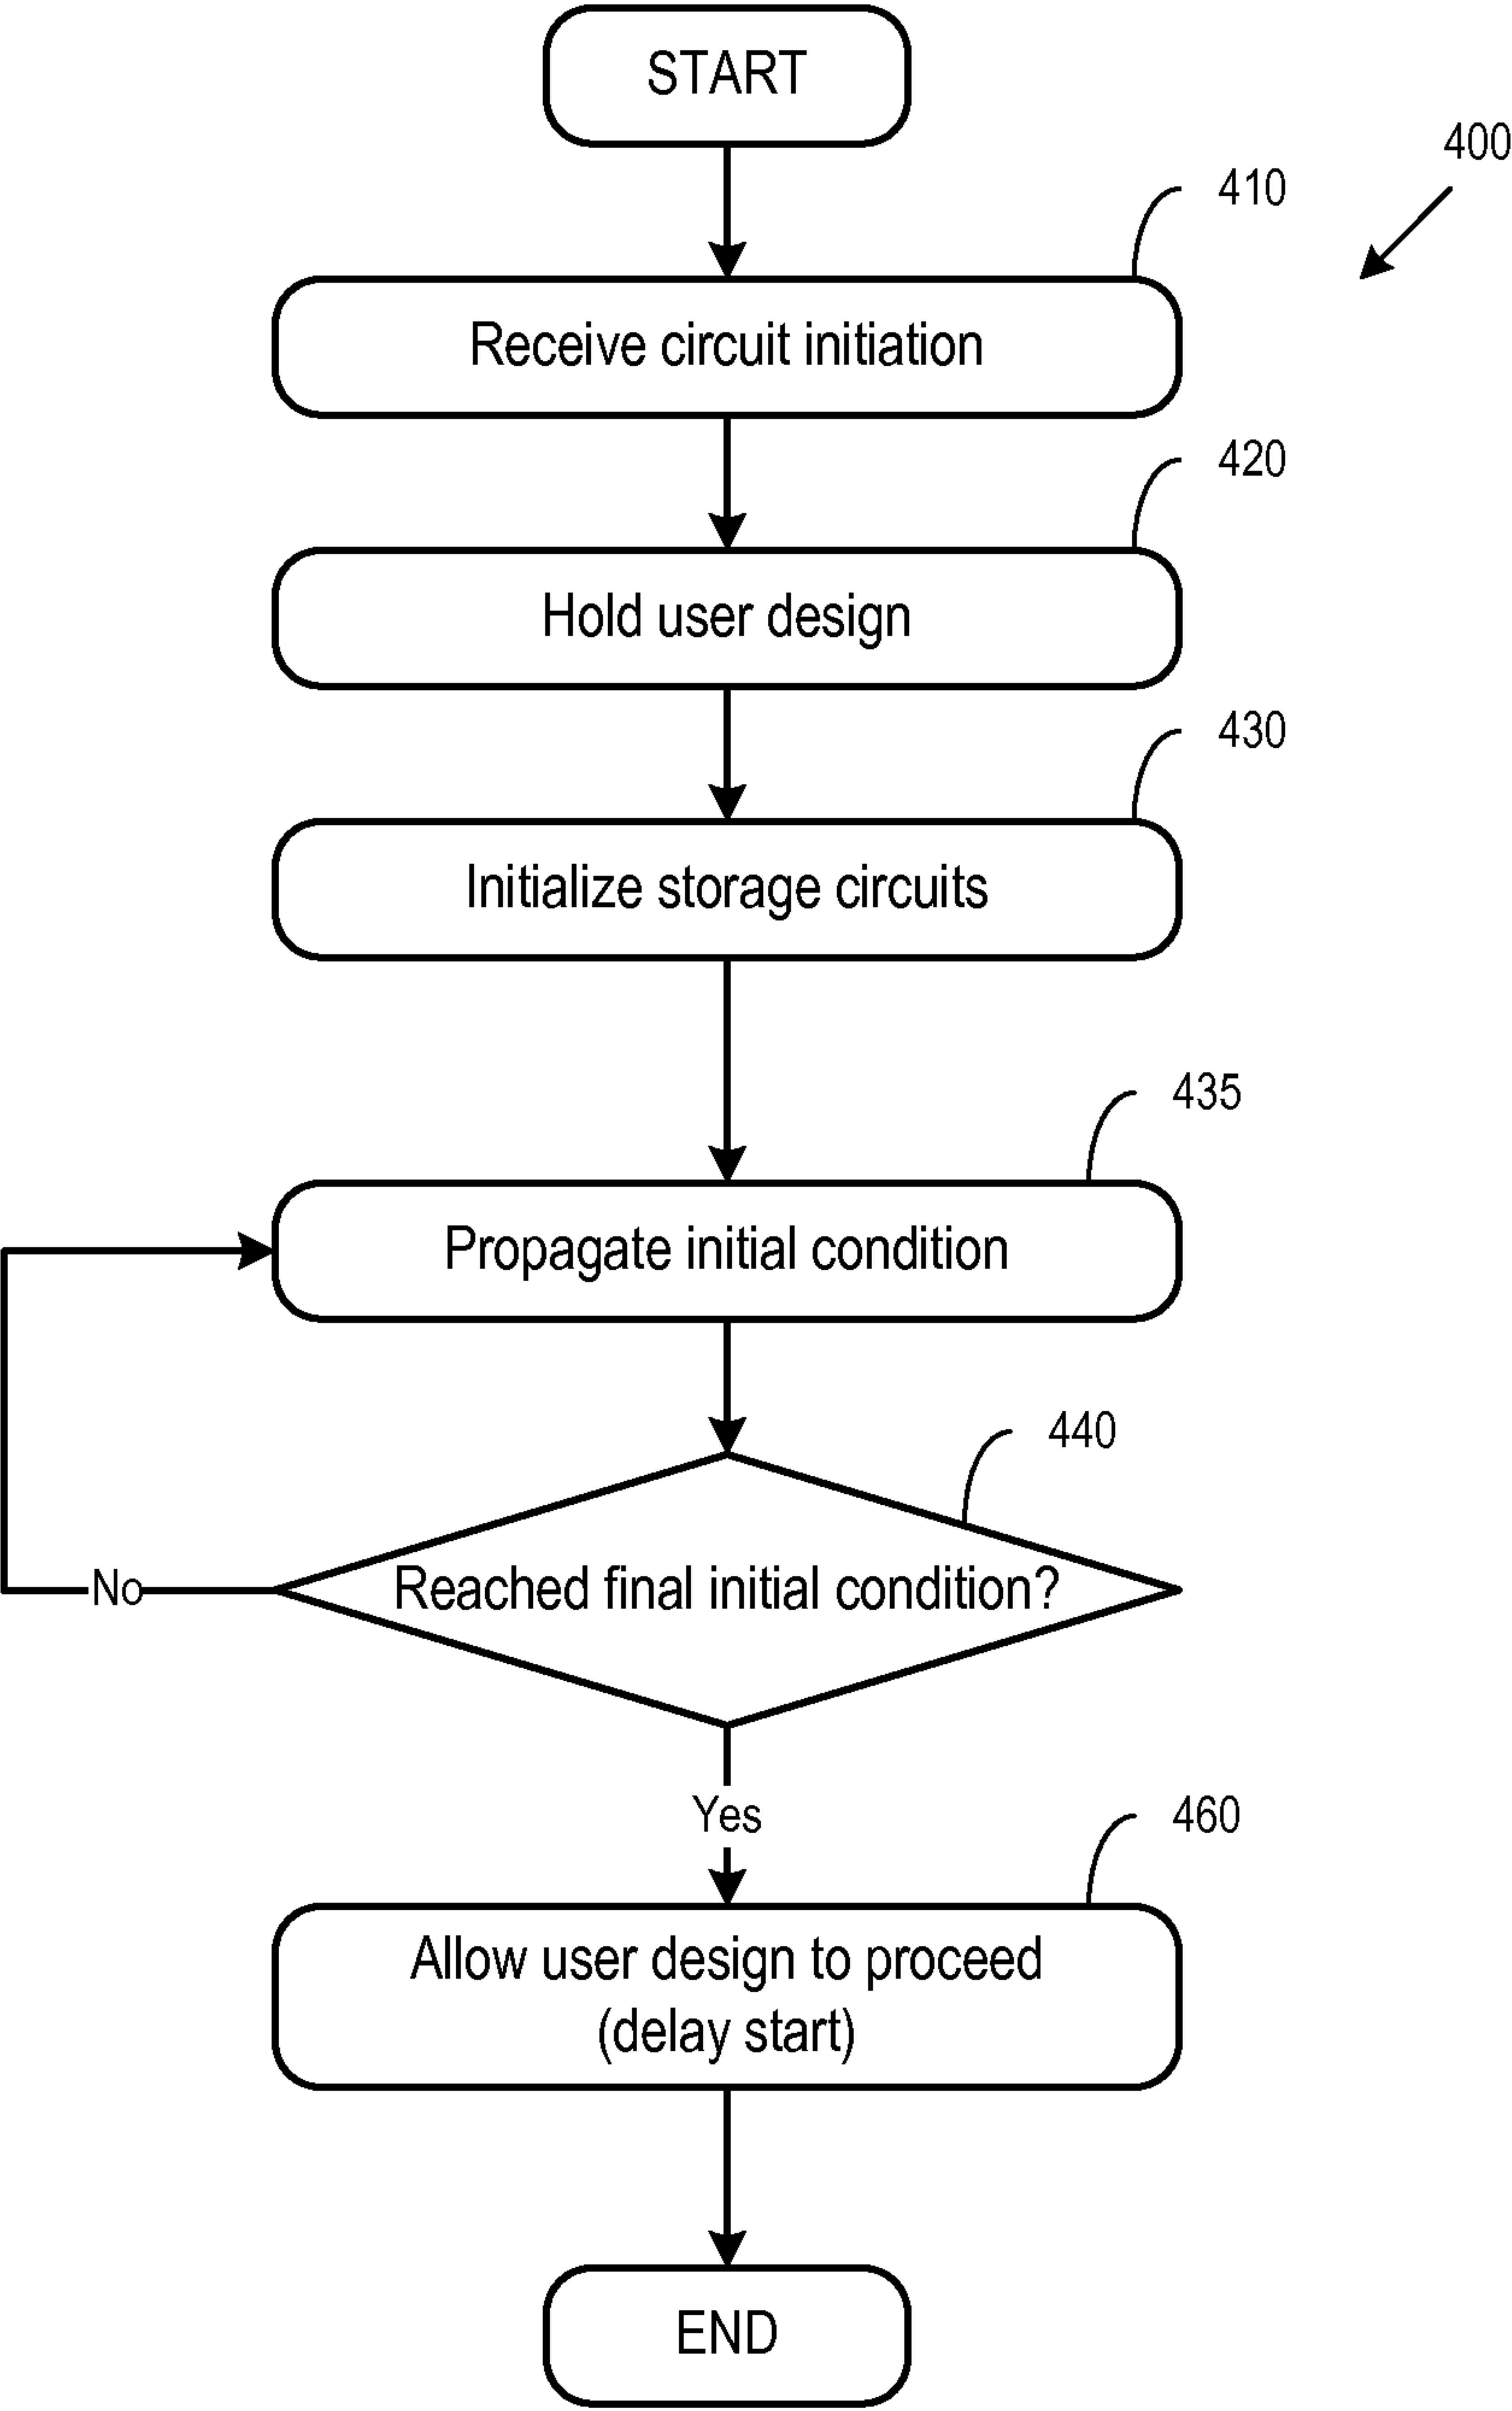 START
400
410
Receive circuit initiation
420
Hold user design
430
Initialize storage circuits
435
Propagate initial condition
440
Reached final initial condition?
No
Yes
460
Allow user design to proceed
(delay start)
END